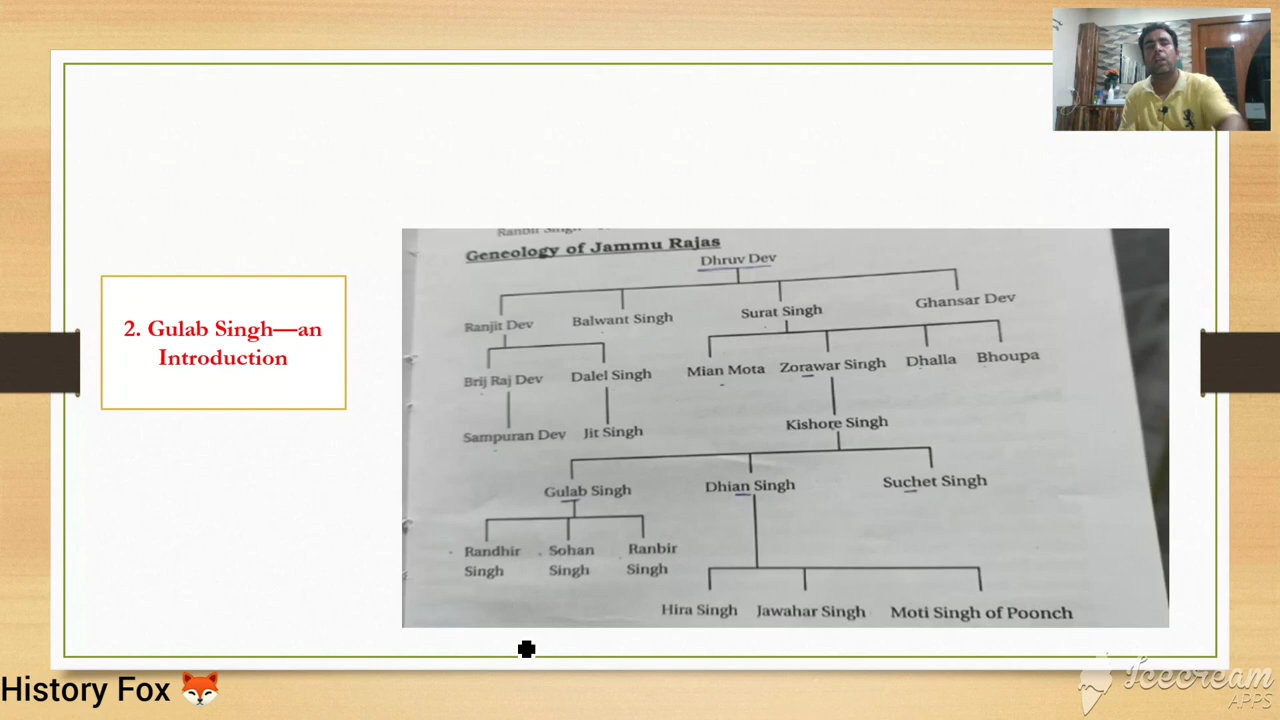 Geneology of Jammu Rajas
Dhruv Dev
Ranjit Dev Balwant Singh Surat Singh Ghansar Dev
Brij Raj Dev Dalel Singh Mian Mota Zorawar Singh Dhalla Bhoupa
Sampuran Dev Jit Singh Kishore Singh
Gulab Singh Dhian Singh Suchet Singh
Randhir Sohan Ranbir
Singh Singh Singh
Hira Singh Jawahar Singh Moti Singh of Poonch
2. Gulab Singh—an
Introduction
History Fox
Icecream
APPS